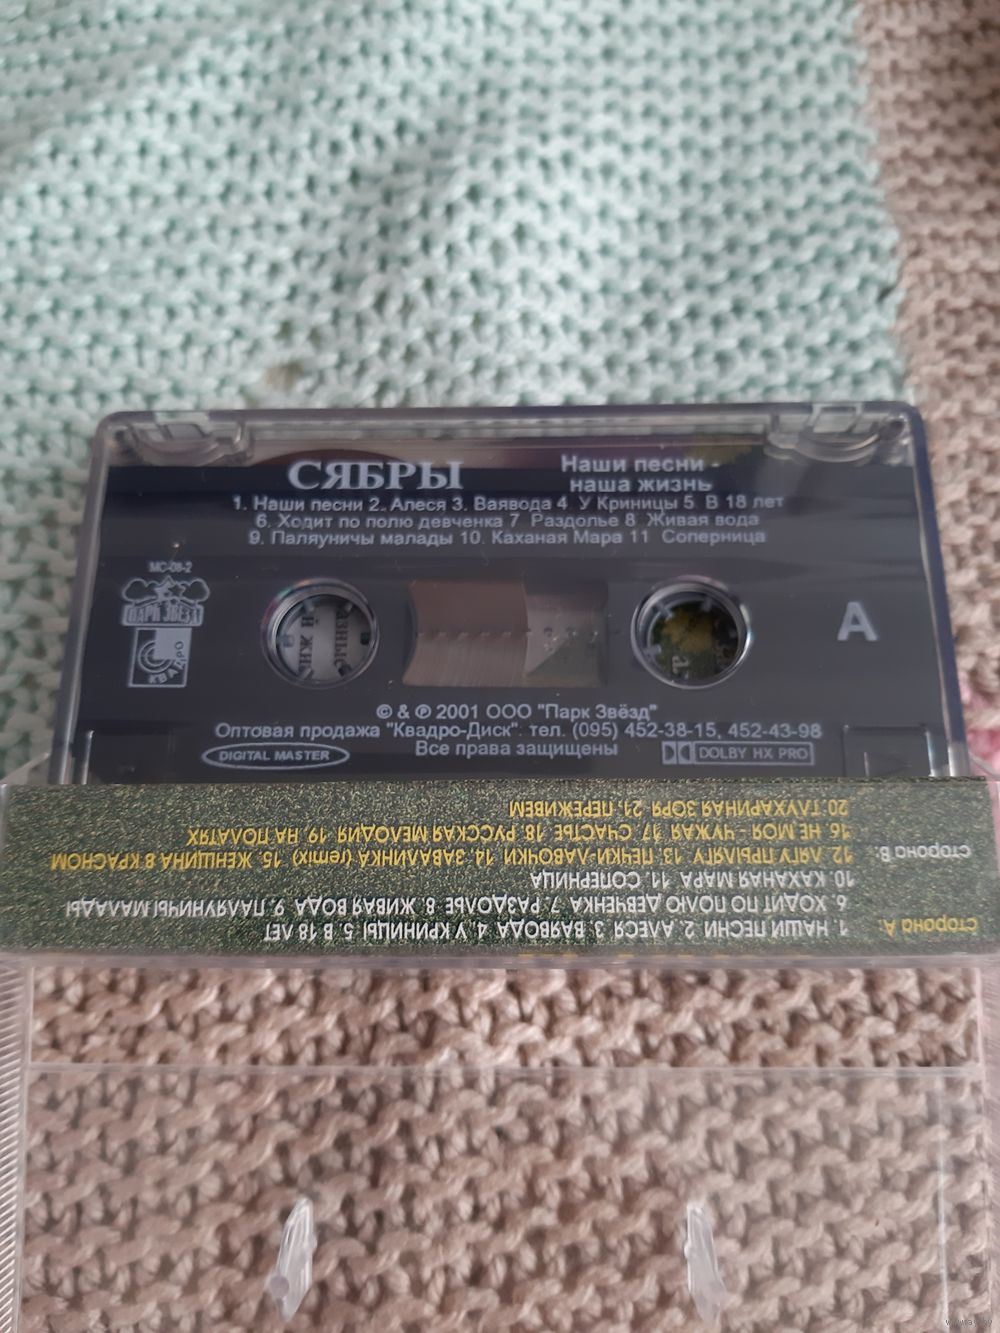 СЯБРЫ
Наши песни -
наша жизнь
1. Наши песни 2. Алеся 3. Ваявода 4. У Криницы 5. В 18 лет
6. Ходит по полю девченка 7 Раздолье 8 Живая вода
9. Паляуничы малады 10. Каханая Мара 11 Соперница
МС-08-2
ПАРК ЗВЁЗД
КВАДРО
A
© & ℗ 2001 ООО "Парк Звёзд"
Оптовая продажа "Квадро-Диск": тел. (095) 452-38-15, 452-43-98
DIGITAL MASTER
Все права защищены
DOLBY HX PRO
сторона А:
1. НАШИ ПЕСНИ 2. АЛЕСЯ 3. ВАЯВОДА 4. У КРИНИЦЫ 5. В 18 ЛЕТ
6. ХОДИТ ПО ПОЛЮ ДЕВЧЕНКА 7. РАЗДОЛЬЕ 8. ЖИВАЯ ВОДА 9. ПАЛЯУНИЧЫ МАЛАДЫ
10. КАХАНАЯ МАРА 11. СОПЕРНИЦА
сторона В:
12. ЛЯГУ ПРЫЛЯГУ 13. ПЕЧКИ-ЛАВОЧКИ 14. ЗАВАЛИНКА (remix) 15. ЖЕНЩИНА В КРАСНОМ
16. НЕ МОЯ - ЧУЖАЯ 17. СЧАСТЬЕ 18. РУССКАЯ МЕЛОДИЯ 19. НА ПОЛАТЯХ
20. ГЛУХАРИНАЯ ЗОРЯ 21. ПЕРЕЖИВЕМ